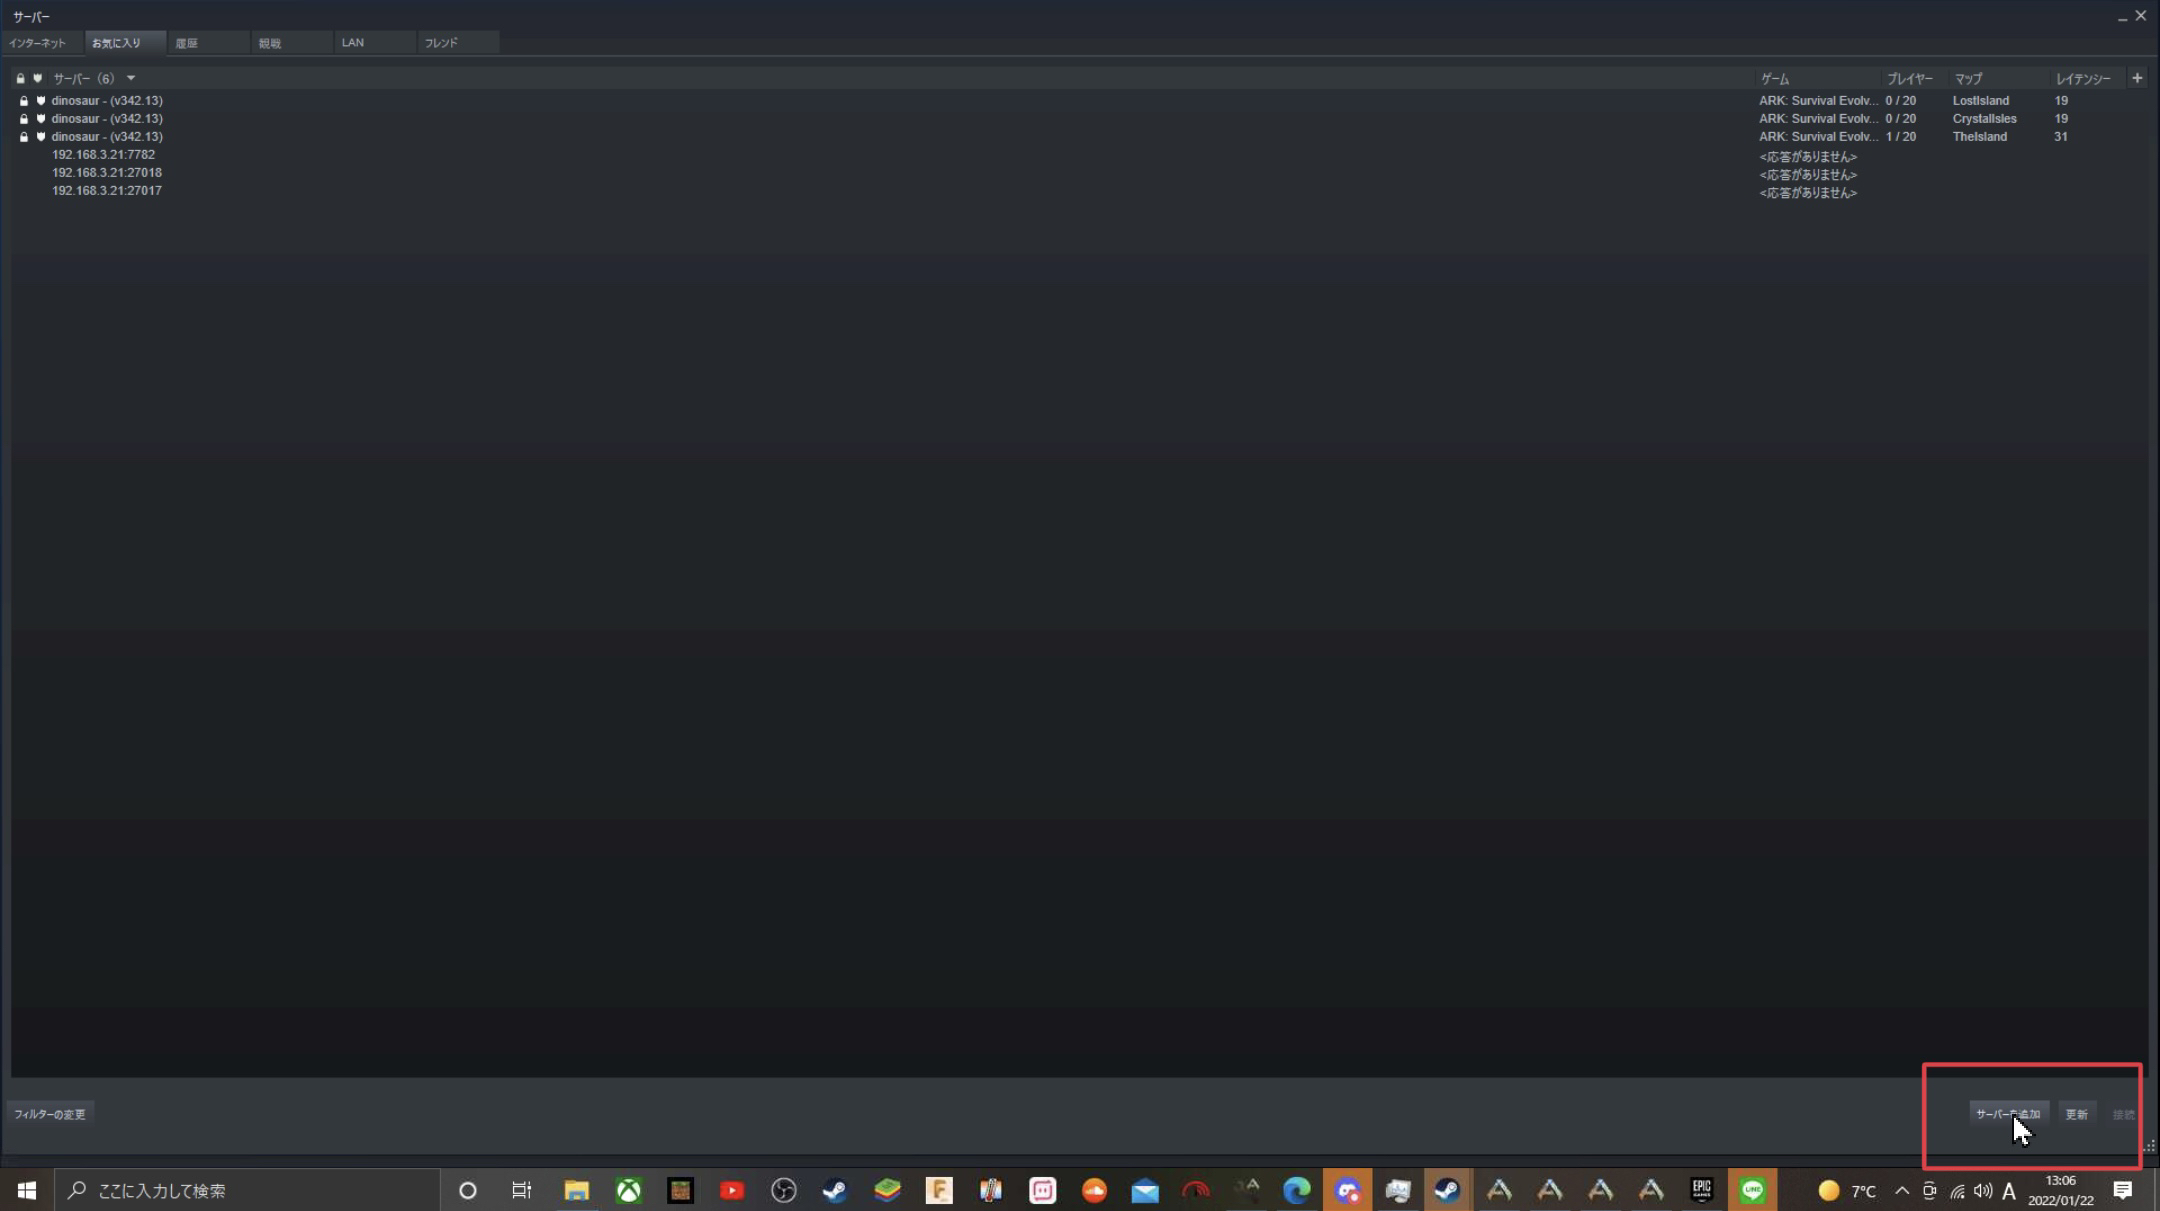 サーバー
インターネット お気に入り 履歴 観戦 LAN フレンド
サーバー (6) ゲーム プレイヤー マップ レイテンシー +
dinosaur - (v342.13) ARK: Survival Evolv... 0 / 20 LostIsland 19
dinosaur - (v342.13) ARK: Survival Evolv... 0 / 20 CrystalIsles 19
dinosaur - (v342.13) ARK: Survival Evolv... 1 / 20 TheIsland 31
192.168.3.21:7782 <応答がありません>
192.168.3.21:27018 <応答がありません>
192.168.3.21:27017 <応答がありません>
フィルターの変更 サーバーを追加 更新 接続
ここに入力して検索 F EPIC GAMES LINE 7°C A 13:06
2022/01/22